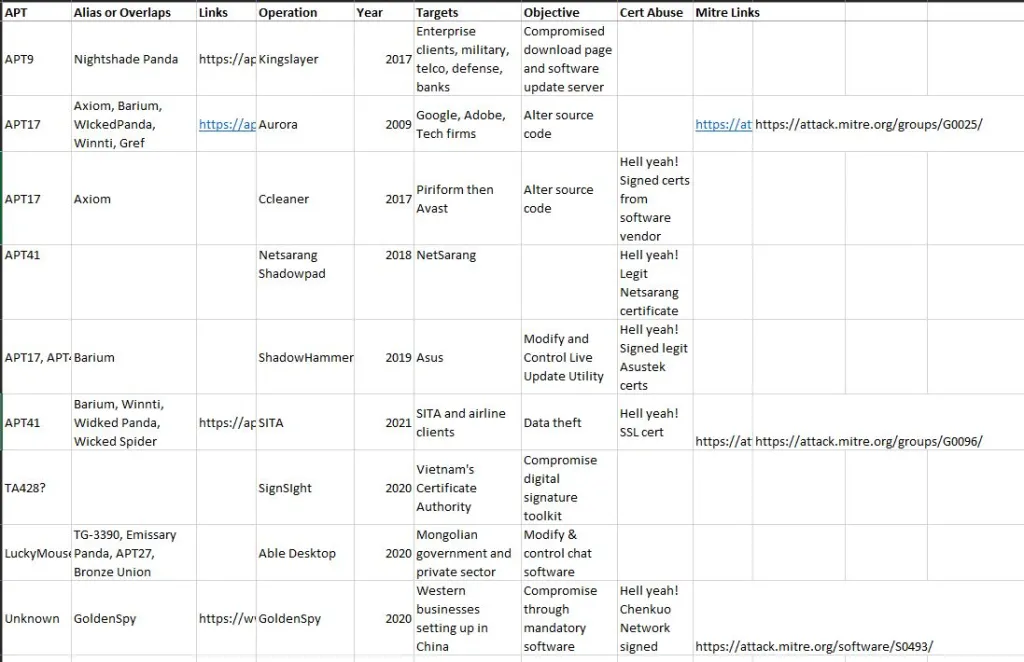 APT Alias or Overlaps Links Operation Year Targets Objective Cert Abuse Mitre Links
APT9 Nightshade Panda https://ap Kingslayer 2017 Enterprise
clients, military,
telco, defense,
banks
Compromised
download page
and software
update server
APT17 Axiom, Barium,
WIckedPanda,
Winnti, Gref
https://ap Aurora 2009 Google, Adobe,
Tech firms
Alter source
code
https://at https://attack.mitre.org/groups/G0025/
APT17 Axiom Ccleaner 2017 Piriform then
Avast
Alter source
code
Hell yeah!
Signed certs
from
software
vendor
APT41 Netsarang
Shadowpad
2018 NetSarang
Hell yeah!
Legit
Netsarang
certificate
APT17, APT4 Barium ShadowHammer 2019 Asus
Modify and
Control Live
Update Utility
Hell yeah!
Signed legit
Asustek
certs
APT41 Barium, Winnti,
Widked Panda,
Wicked Spider
https://ap SITA 2021 SITA and airline
clients
Data theft
Hell yeah!
SSL cert
https://at https://attack.mitre.org/groups/G0096/
TA428? SignSIght 2020 Vietnam's
Certificate
Authority
Compromise
digital
signature
toolkit
LuckyMouse TG-3390, Emissary
Panda, APT27,
Bronze Union
Able Desktop 2020 Mongolian
government and
private sector
Modify &
control chat
software
Unknown GoldenSpy https://w GoldenSpy 2020 Western
businesses
setting up in
China
Compromise
through
mandatory
software
Hell yeah!
Chenkuo
Network
signed
https://attack.mitre.org/software/S0493/